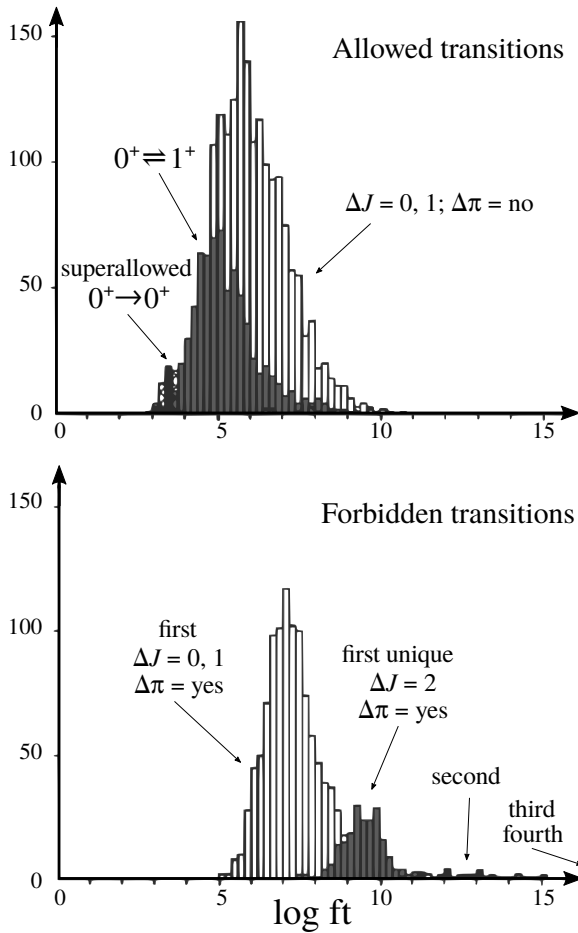 150
Allowed transitions
0⁺⇌1⁺
100
ΔJ = 0, 1; Δπ = no
superallowed
0⁺→0⁺
50
0
0 5 10 15
150
Forbidden transitions
100
first
ΔJ = 0, 1
Δπ = yes
first unique
ΔJ = 2
Δπ = yes
50
second
third
fourth
0
0 5 10 15
log ft